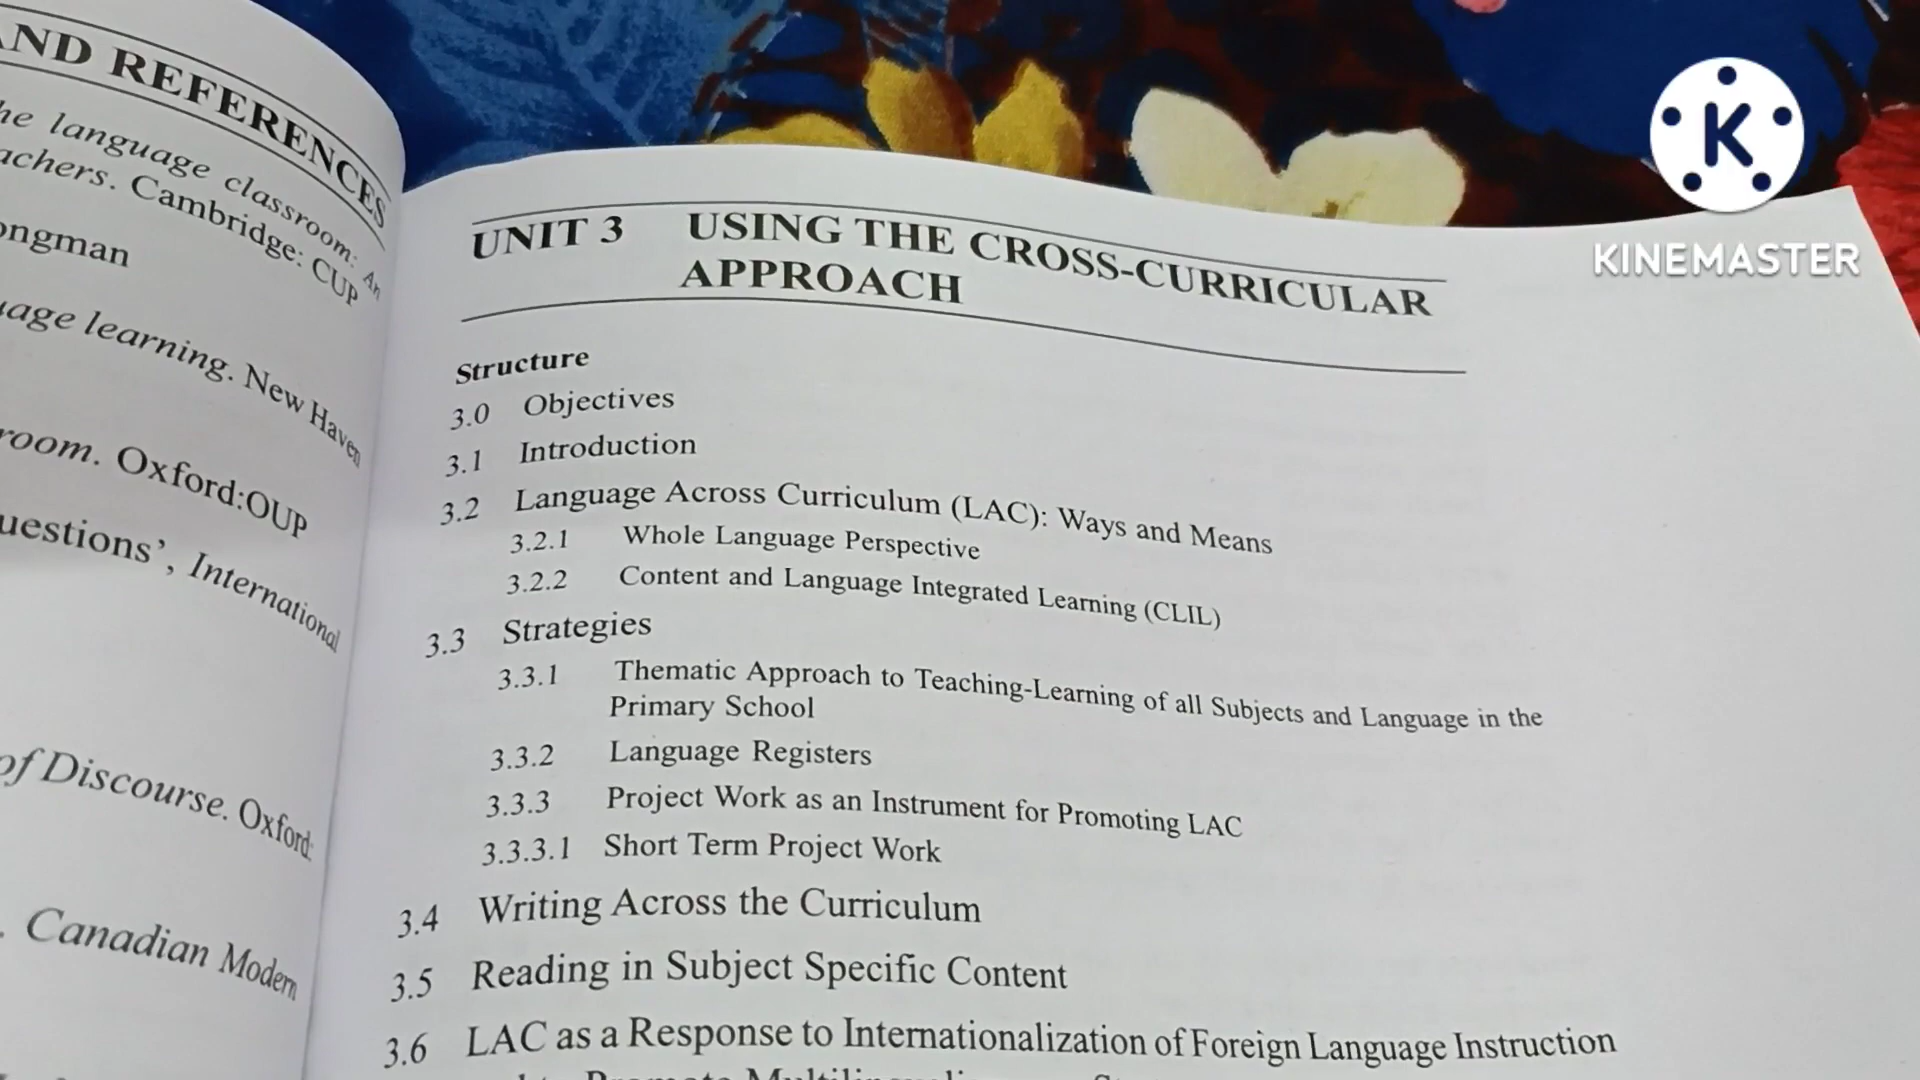 AND REFERENCES
the language classroom: An
achers. Cambridge: CUP
ongman
uage learning. New Haven
room. Oxford:OUP
uestions', International
of Discourse. Oxford:
. Canadian Modern
UNIT 3 USING THE CROSS-CURRICULAR
APPROACH
Structure
3.0 Objectives
3.1 Introduction
3.2 Language Across Curriculum (LAC): Ways and Means
3.2.1 Whole Language Perspective
3.2.2 Content and Language Integrated Learning (CLIL)
3.3 Strategies
3.3.1 Thematic Approach to Teaching-Learning of all Subjects and Language in the
Primary School
3.3.2 Language Registers
3.3.3 Project Work as an Instrument for Promoting LAC
3.3.3.1 Short Term Project Work
3.4 Writing Across the Curriculum
3.5 Reading in Subject Specific Content
3.6 LAC as a Response to Internationalization of Foreign Language Instruction
K
KINEMASTER